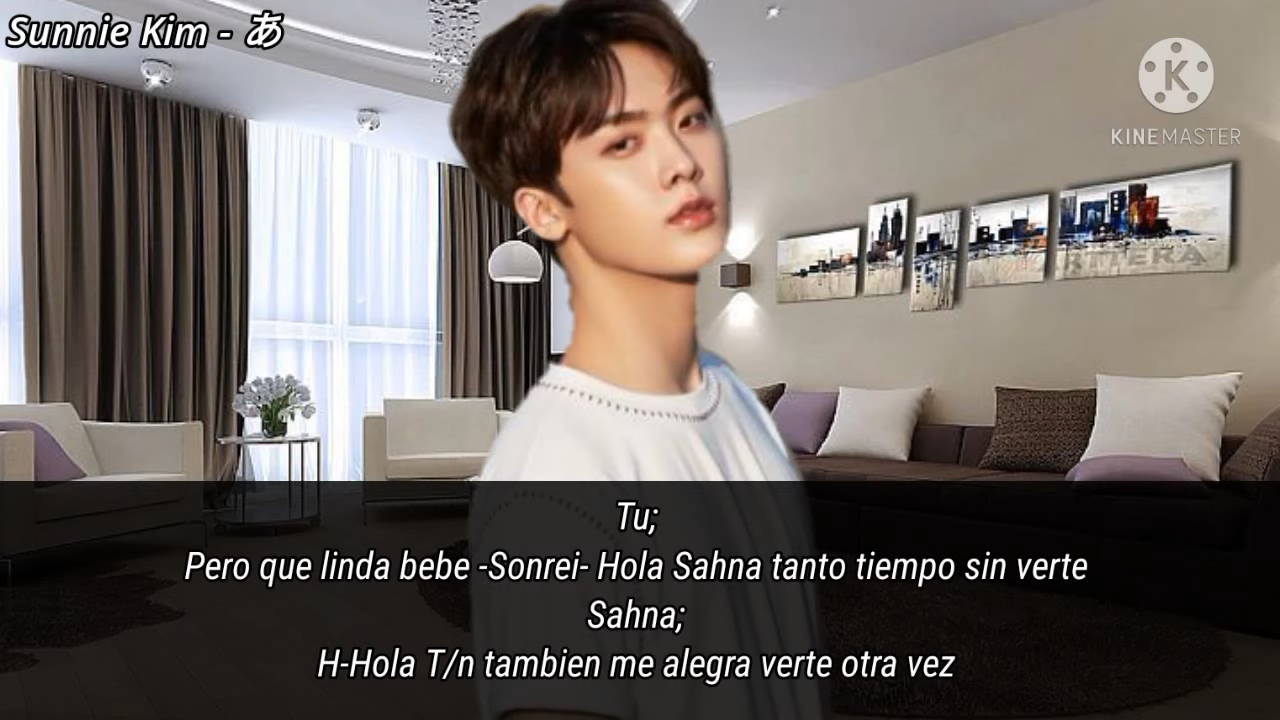 Sunnie Kim - あ
K
KINEMASTER
ARTTERA
Tu;
Pero que linda bebe -Sonrei- Hola Sahna tanto tiempo sin verte
Sahna;
H-Hola T/n tambien me alegra verte otra vez